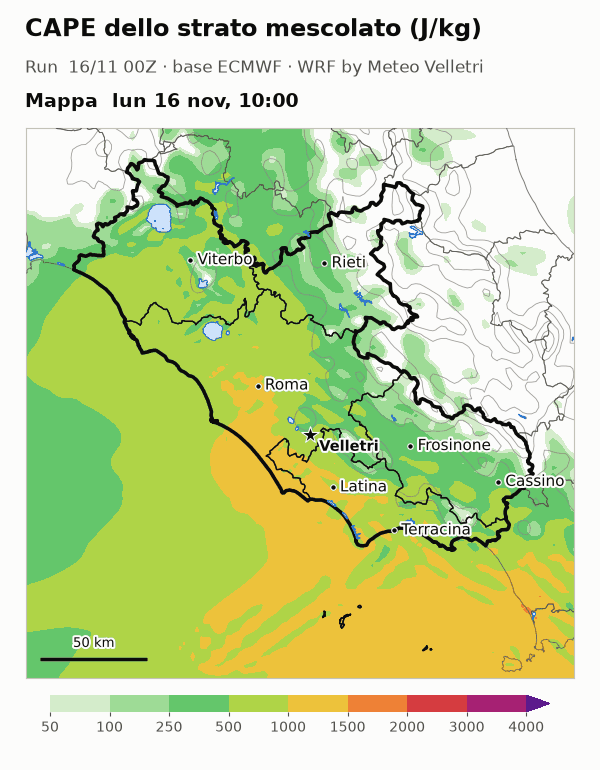 CAPE dello strato mescolato (J/kg)
Run  16/11 00Z · base ECMWF · WRF by Meteo Velletri
Mappa  lun 16 nov, 10:00
Viterbo
Rieti
Roma
Velletri
Frosinone
Cassino
Latina
Terracina
50 km
50 100 250 500 1000 1500 2000 3000 4000